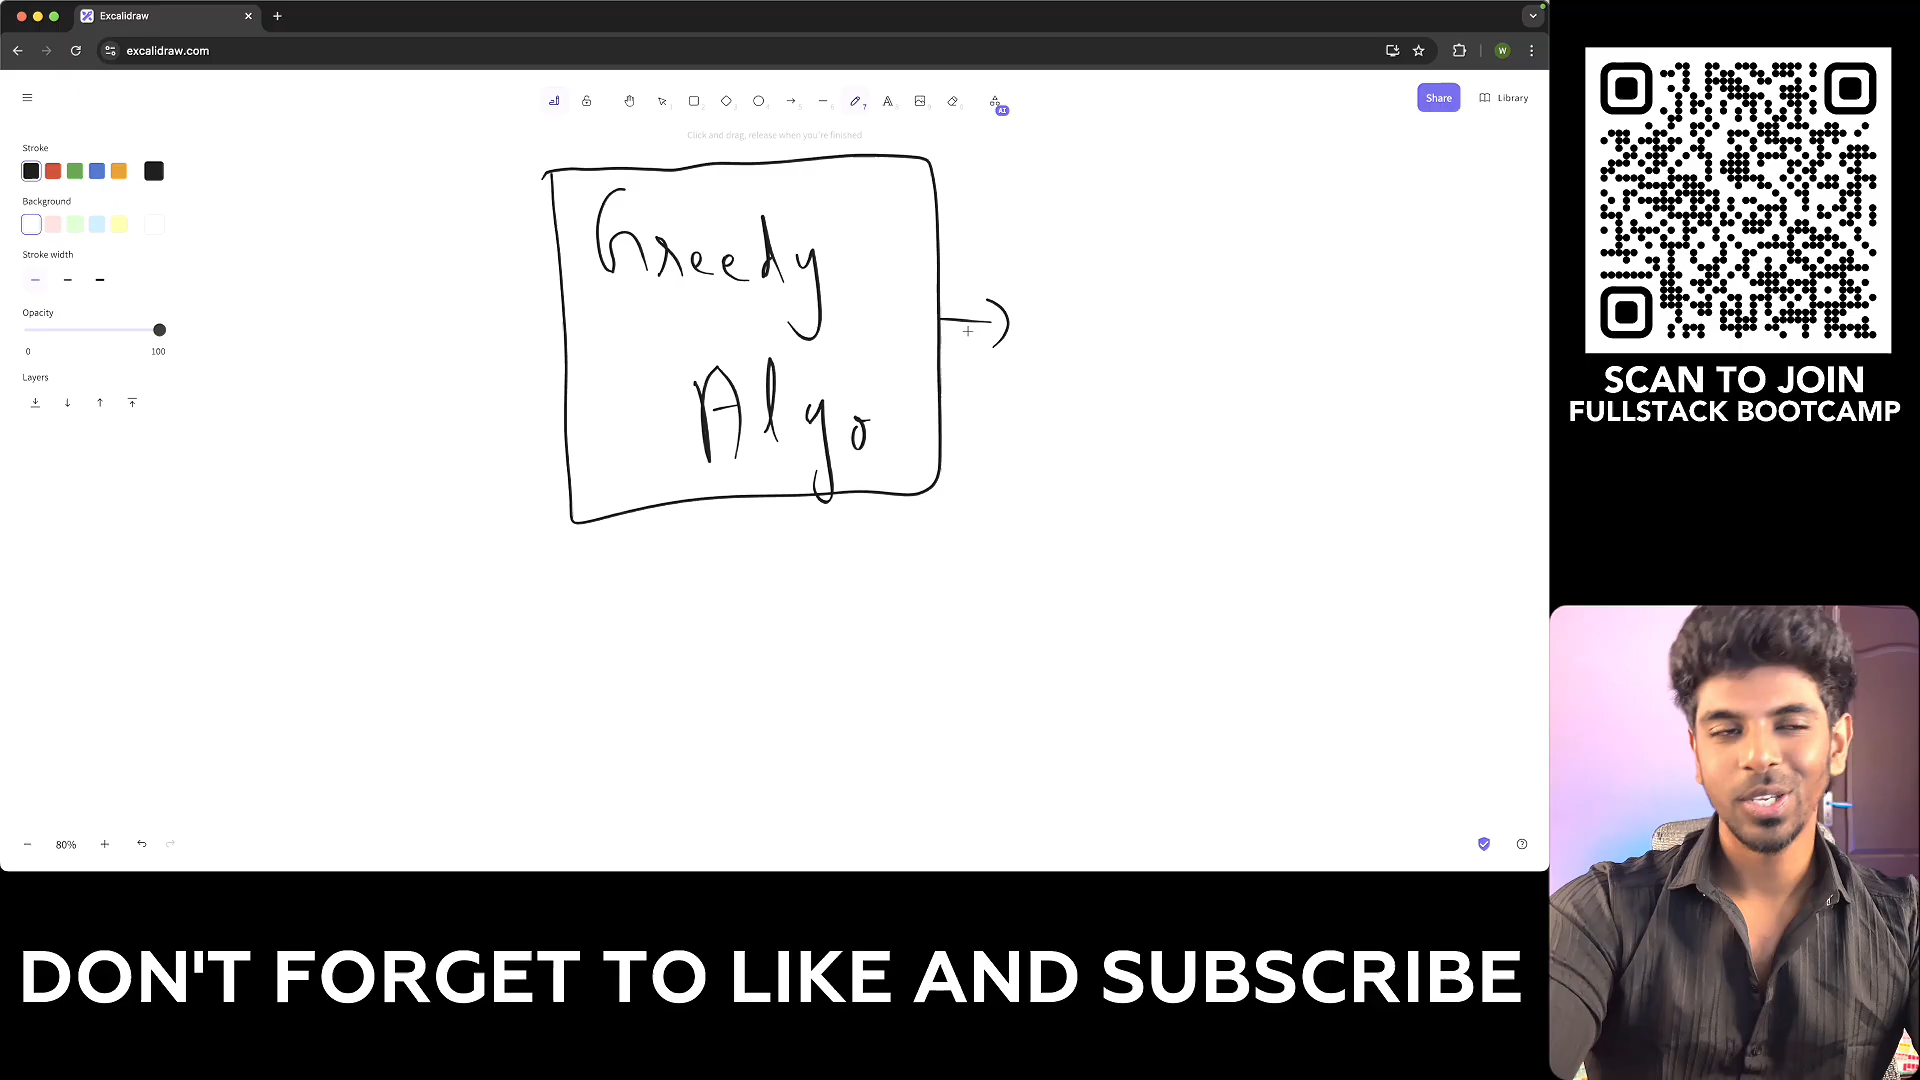 Excalidraw
excalidraw.com
W
Share
Library
Click and drag, release when you're finished
AI
Stroke
Background
Stroke width
Opacity
0 100
Layers
80%
Greedy
Algo
SCAN TO JOIN
FULLSTACK BOOTCAMP
DON'T FORGET TO LIKE AND SUBSCRIBE